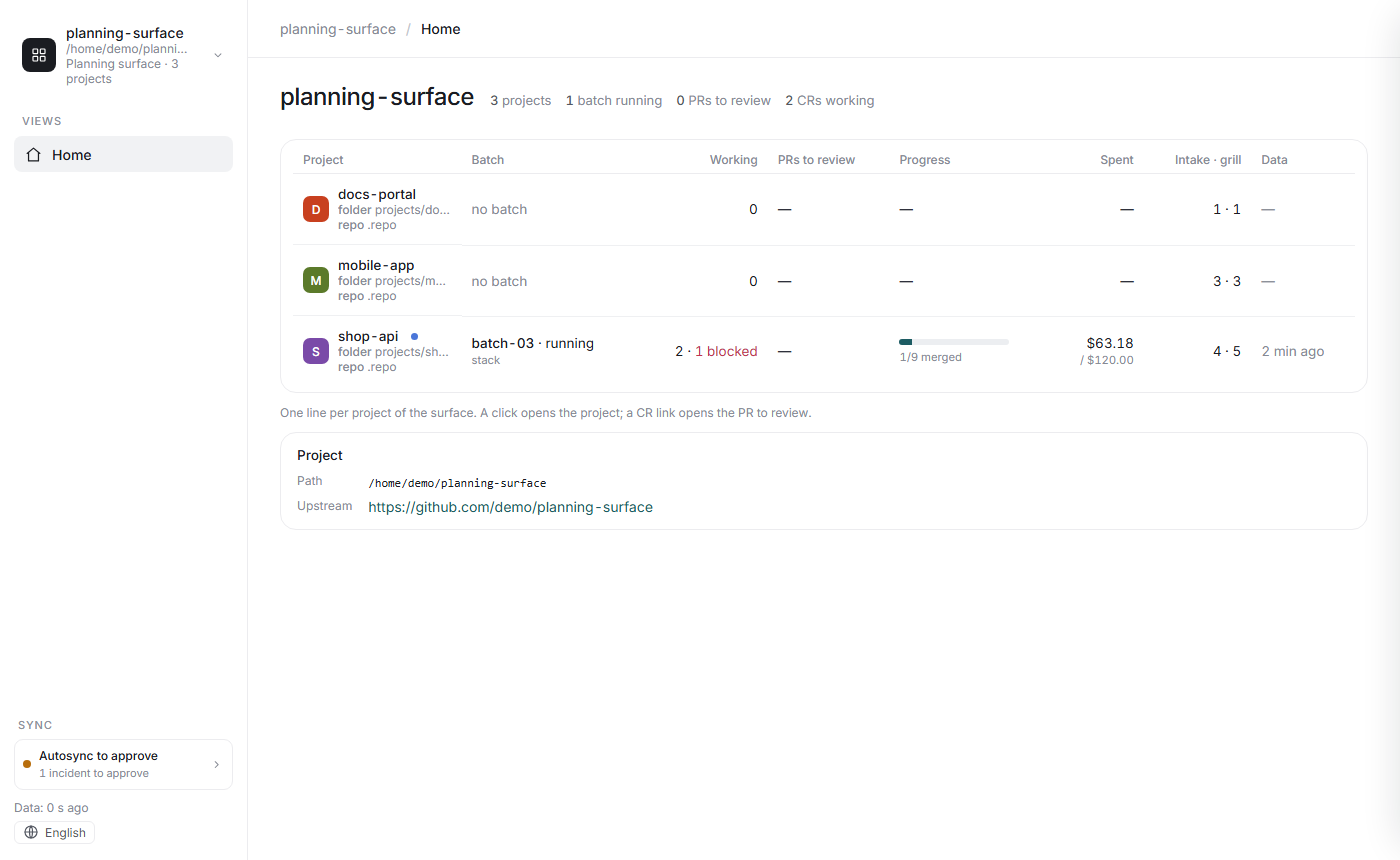 planning-surface
/home/demo/planni...
Planning surface · 3
projects
VIEWS
Home
SYNC
Autosync to approve
1 incident to approve
Data: 0 s ago
English
planning-surface / Home
planning-surface 3 projects 1 batch running 0 PRs to review 2 CRs working
Project Batch Working PRs to review Progress Spent Intake · grill Data
D docs-portal
folder projects/do...
repo .repo
no batch 0 — — — 1 · 1 —
M mobile-app
folder projects/m...
repo .repo
no batch 0 — — — 3 · 3 —
S shop-api
folder projects/sh...
repo .repo
batch-03 · running
stack
2 · 1 blocked —
1/9 merged
$63.18
/ $120.00
4 · 5 2 min ago
One line per project of the surface. A click opens the project; a CR link opens the PR to review.
Project
Path /home/demo/planning-surface
Upstream https://github.com/demo/planning-surface